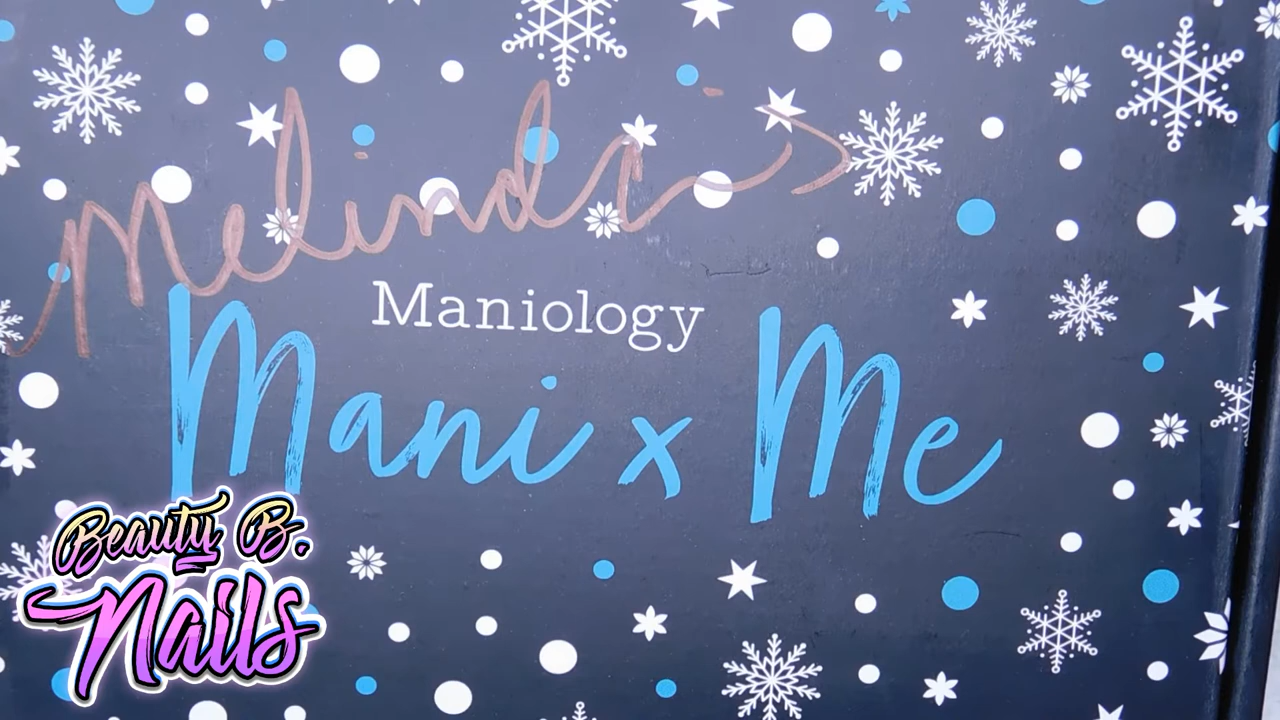 Melinda's
Maniology
Mani x Me
Beauty B.
Nails